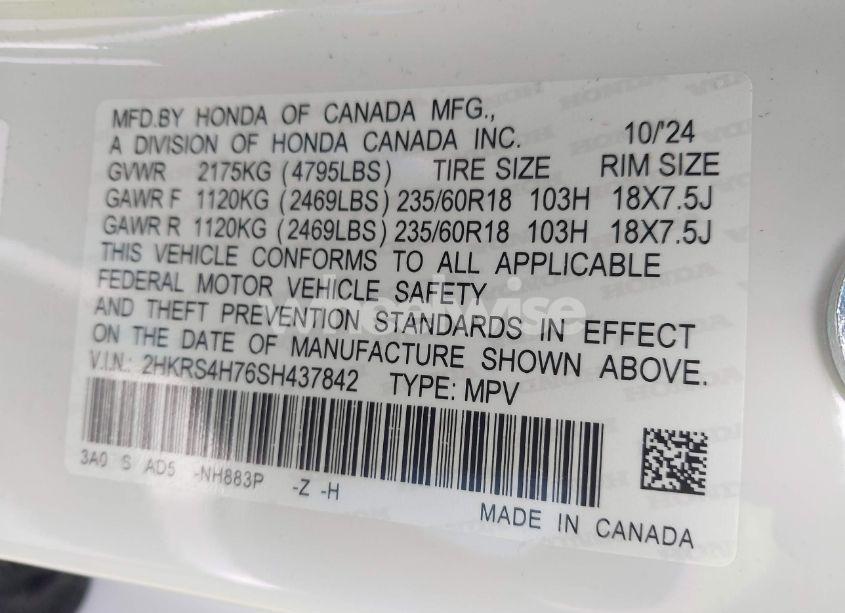 MFD.BY HONDA OF CANADA MFG.,
A DIVISION OF HONDA CANADA INC. 10/'24
GVWR 2175KG (4795LBS) TIRE SIZE RIM SIZE
GAWR F 1120KG (2469LBS) 235/60R18 103H 18X7.5J
GAWR R 1120KG (2469LBS) 235/60R18 103H 18X7.5J
THIS VEHICLE CONFORMS TO ALL APPLICABLE
FEDERAL MOTOR VEHICLE SAFETY
AND THEFT PREVENTION STANDARDS IN EFFECT
ON THE DATE OF MANUFACTURE SHOWN ABOVE.
V.I.N.: 2HKRS4H76SH437842 TYPE: MPV
3A0 S AD5 -NH883P -Z -H
MADE IN CANADA
wheelwise